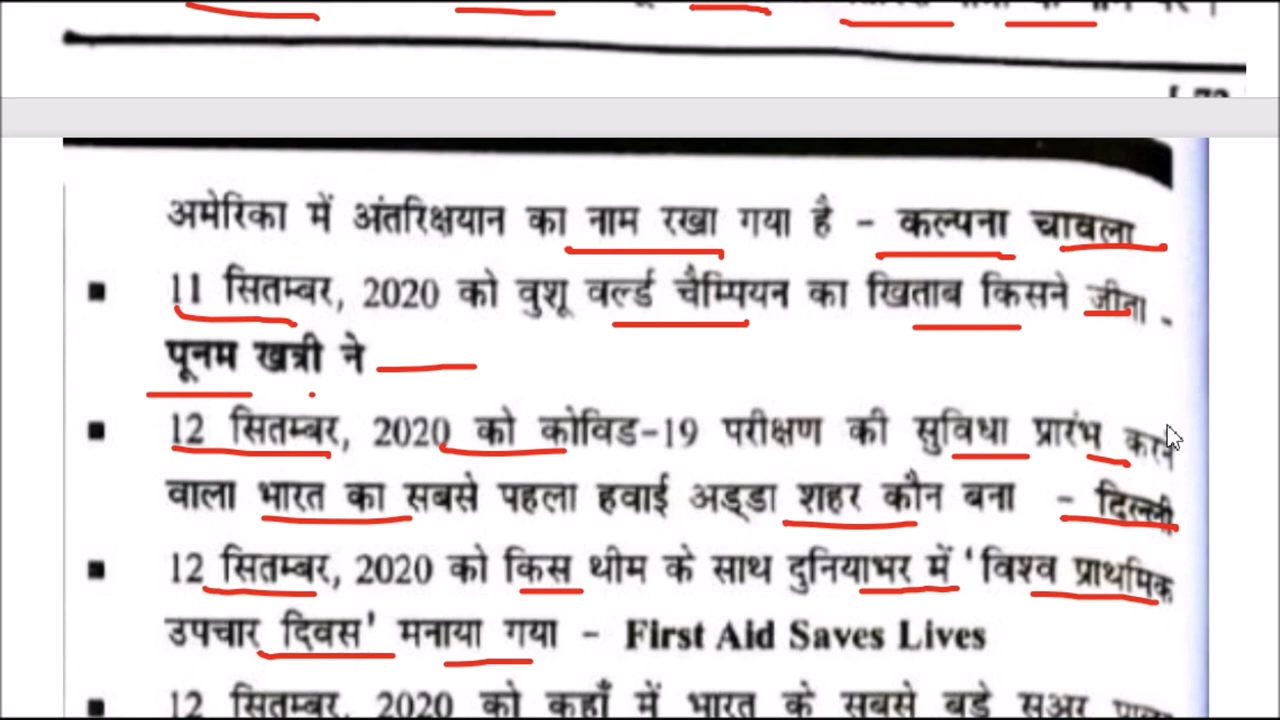 अमेरिका में अंतरिक्षयान का नाम रखा गया है - कल्पना चावला
■ 11 सितम्बर, 2020 को वुशू वर्ल्ड चैम्पियन का खिताब किसने जीता -
पूनम खत्री ने
■ 12 सितम्बर, 2020 को कोविड-19 परीक्षण की सुविधा प्रारंभ करने
वाला भारत का सबसे पहला हवाई अड्डा शहर कौन बना - दिल्ली
■ 12 सितम्बर, 2020 को किस थीम के साथ दुनियाभर में 'विश्व प्राथमिक
उपचार दिवस' मनाया गया - First Aid Saves Lives
■ 12 सितम्बर, 2020 को कहाँ में भारत के सबसे बड़े सूअर